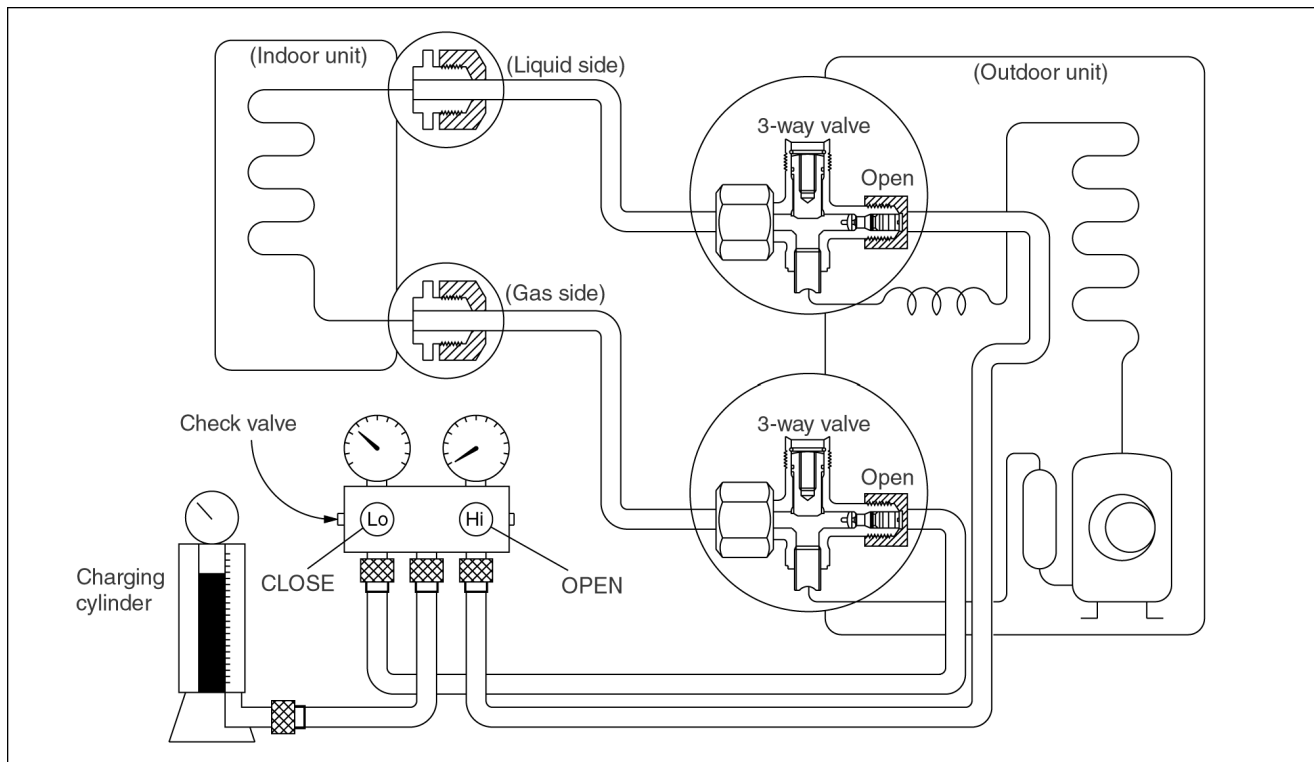 (Indoor unit)
(Liquid side)
(Outdoor unit)
3-way valve
Open
(Gas side)
3-way valve
Open
Check valve
Lo
Hi
CLOSE
OPEN
Charging
cylinder